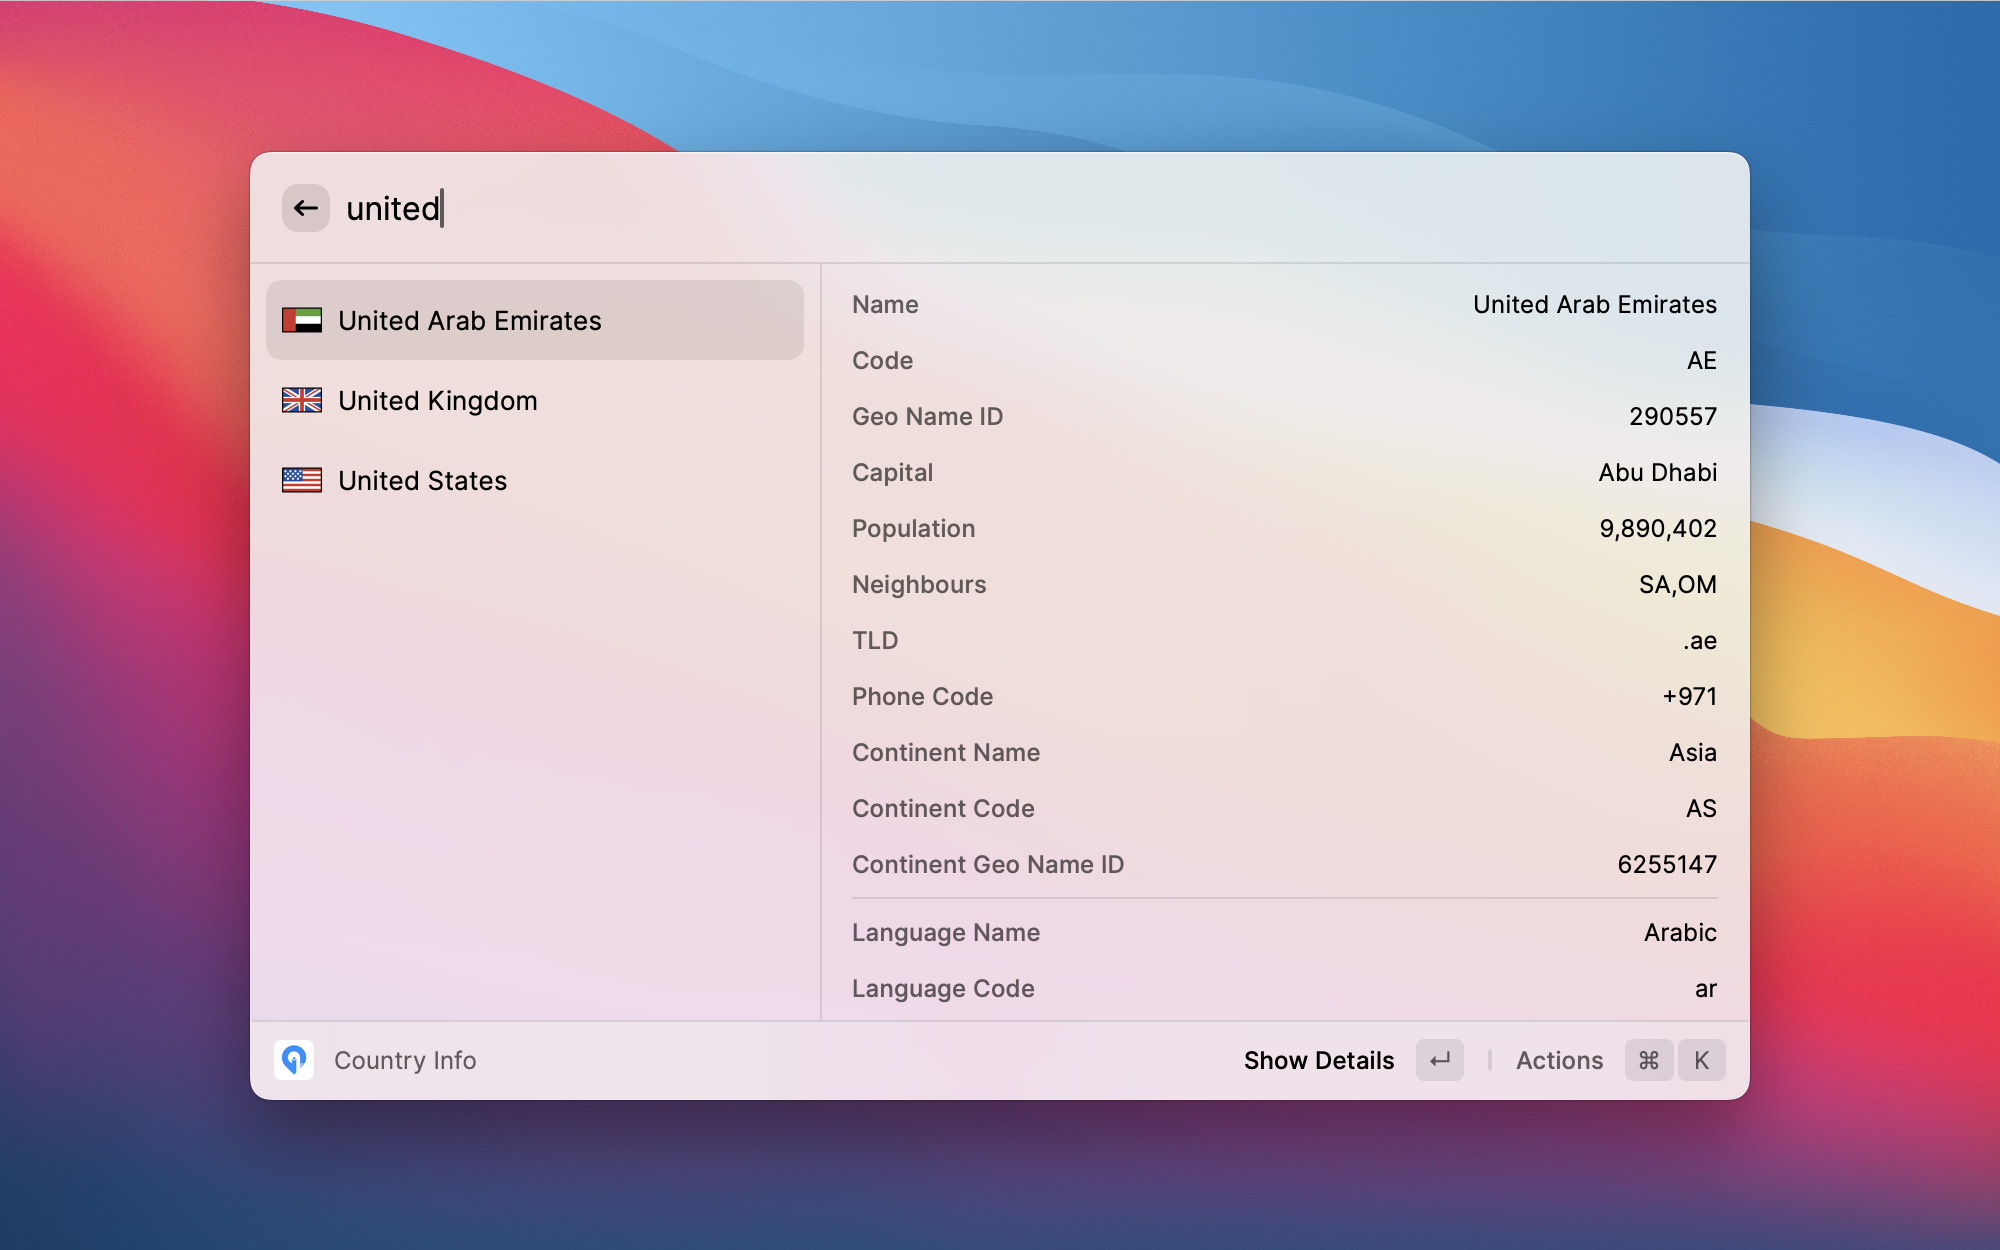 united
United Arab Emirates
United Kingdom
United States
Name United Arab Emirates
Code AE
Geo Name ID 290557
Capital Abu Dhabi
Population 9,890,402
Neighbours SA,OM
TLD .ae
Phone Code +971
Continent Name Asia
Continent Code AS
Continent Geo Name ID 6255147
Language Name Arabic
Language Code ar
Country Info Show Details ↵ | Actions ⌘ K